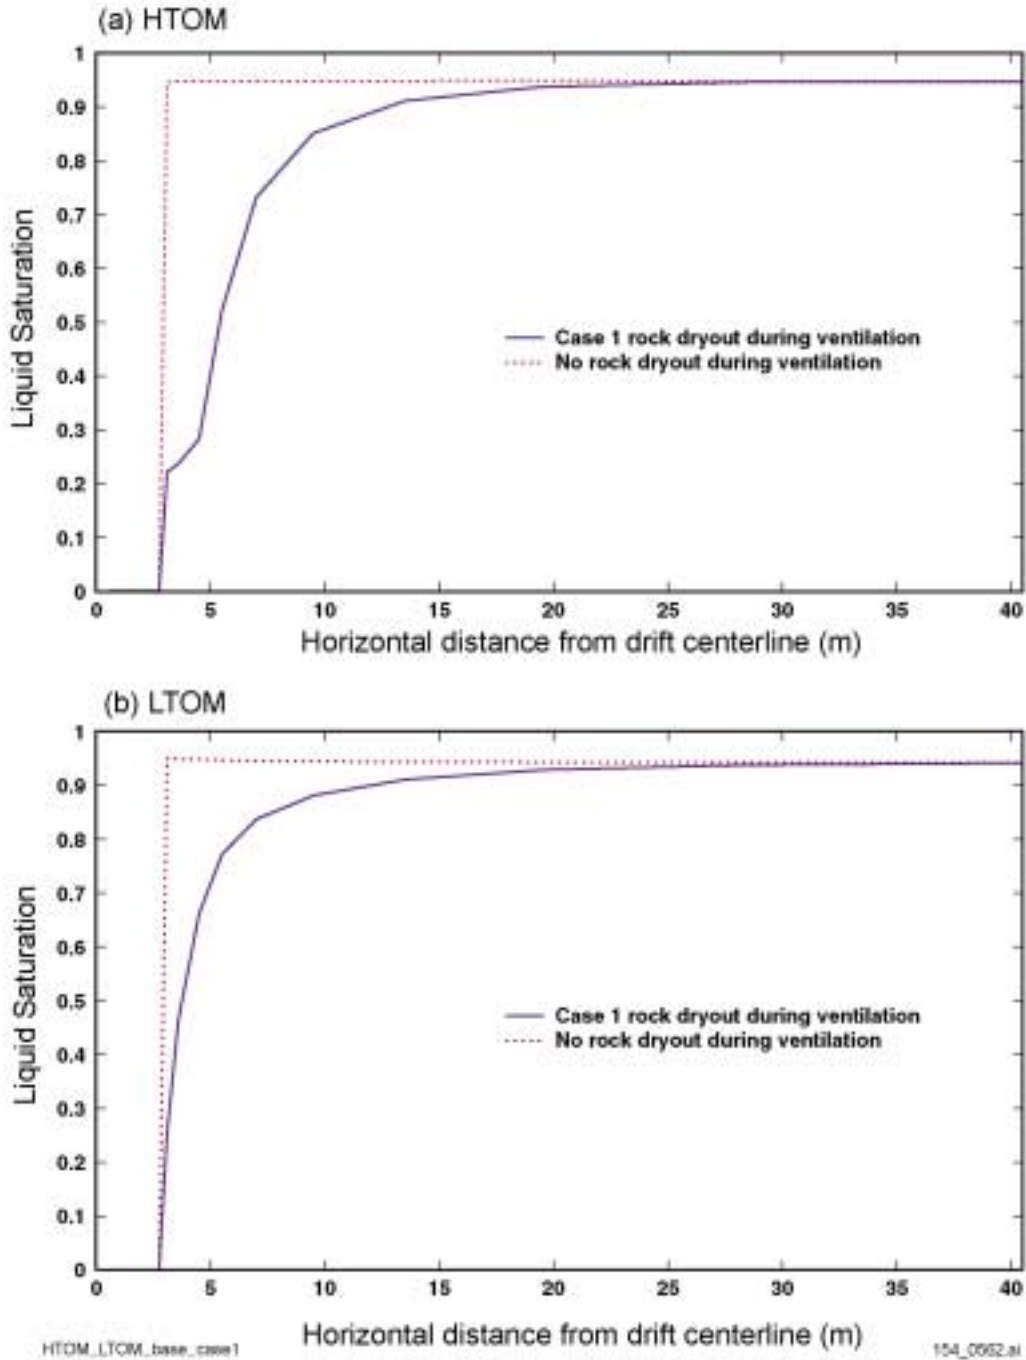 (a) HTOM
1
0.9
0.8
0.7
0.6
0.5
0.4
0.3
0.2
0.1
0
Liquid Saturation
Case 1 rock dryout during ventilation
No rock dryout during ventilation
0 5 10 15 20 25 30 35 40
Horizontal distance from drift centerline (m)
(b) LTOM
1
0.9
0.8
0.7
0.6
0.5
0.4
0.3
0.2
0.1
0
Liquid Saturation
Case 1 rock dryout during ventilation
No rock dryout during ventilation
0 5 10 15 20 25 30 35 40
Horizontal distance from drift centerline (m)
HTOM_LTOM_base_case1
154_0562.ai